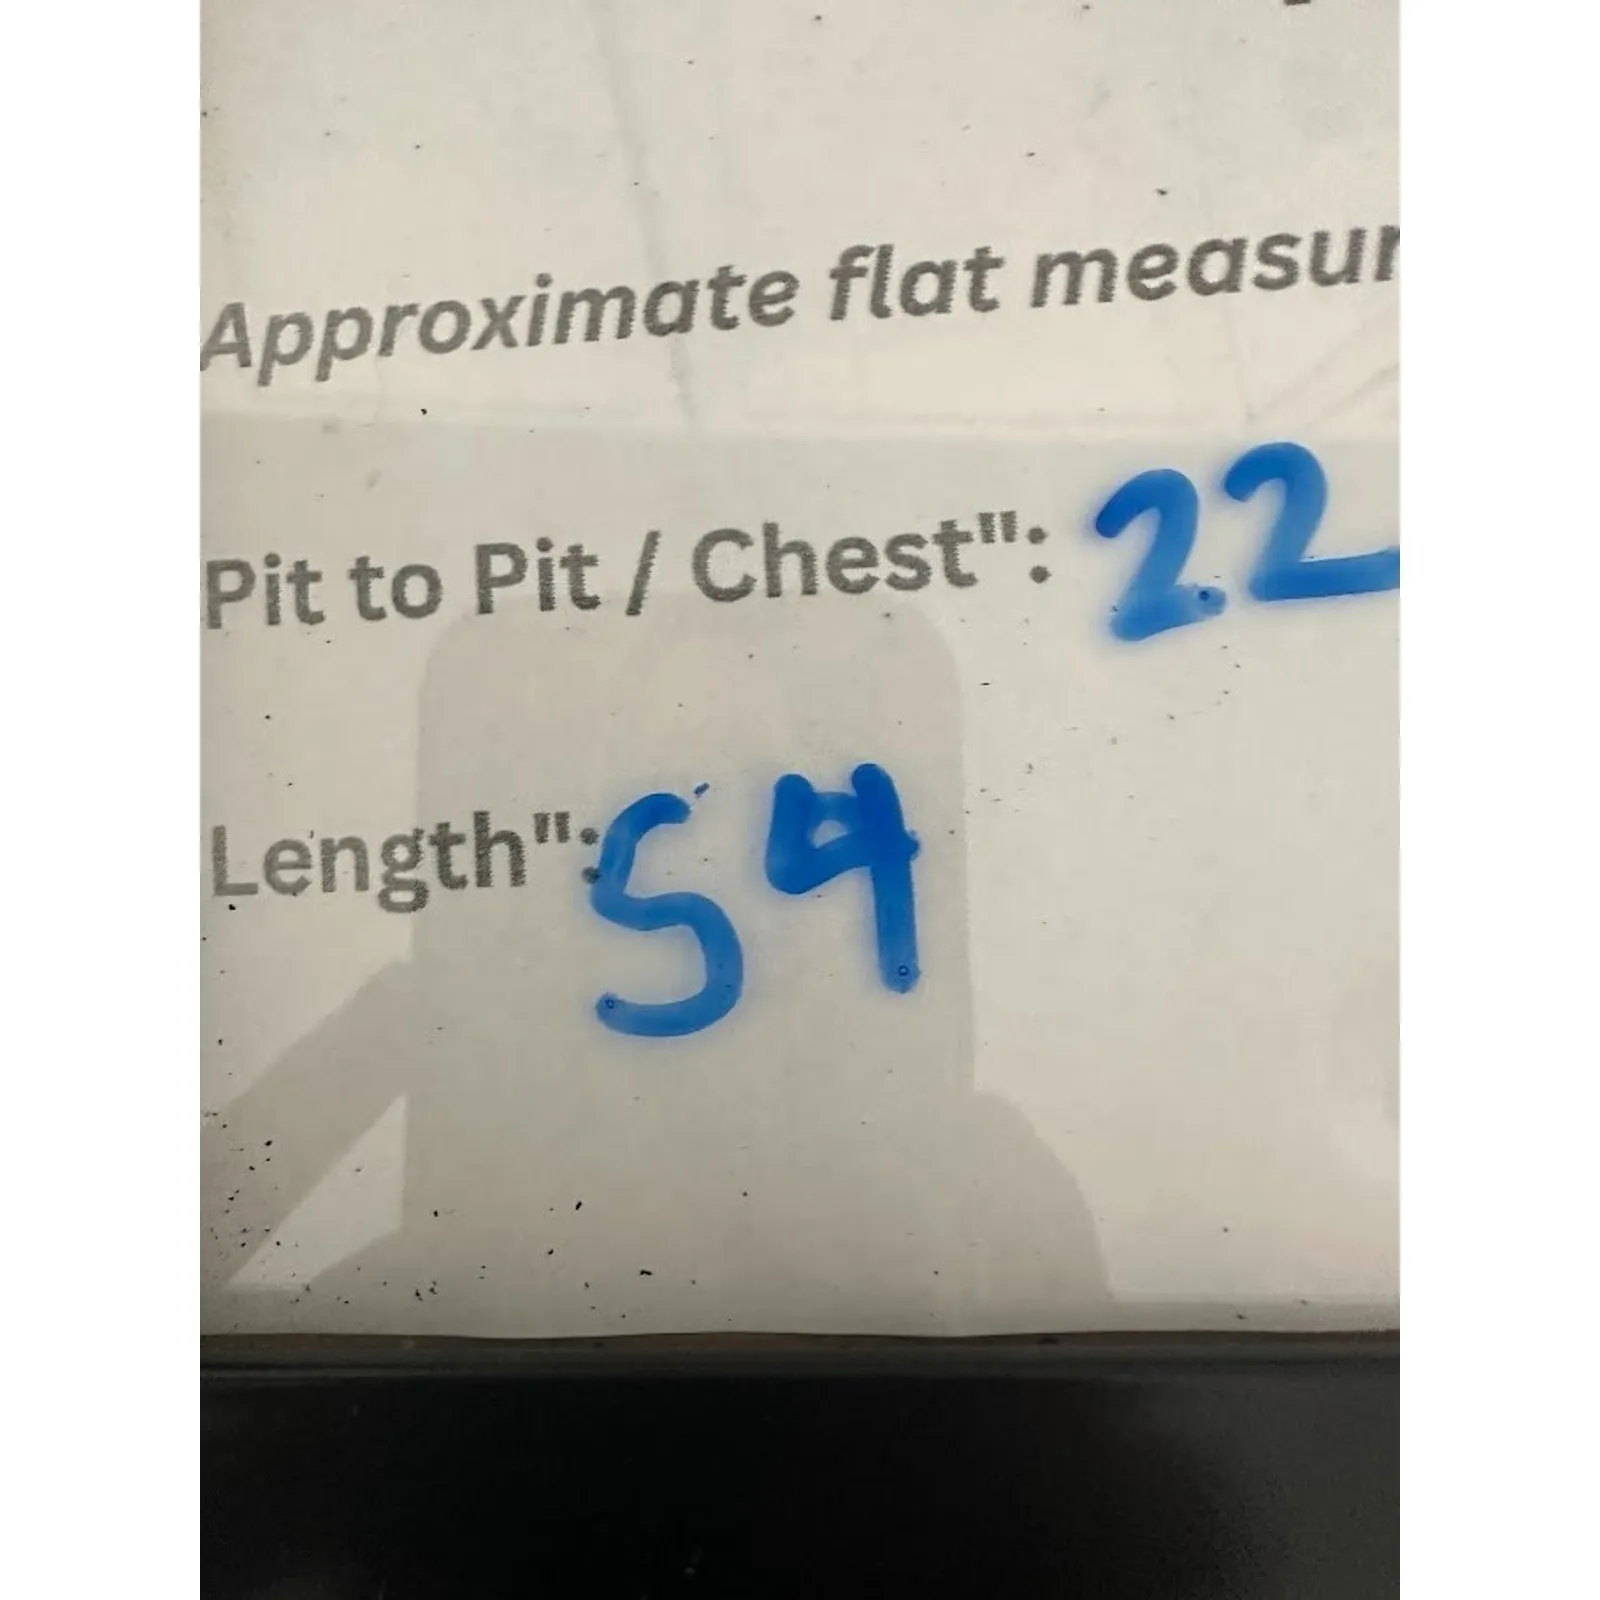 Approximate flat measur
Pit to Pit / Chest": 22
Length": 54